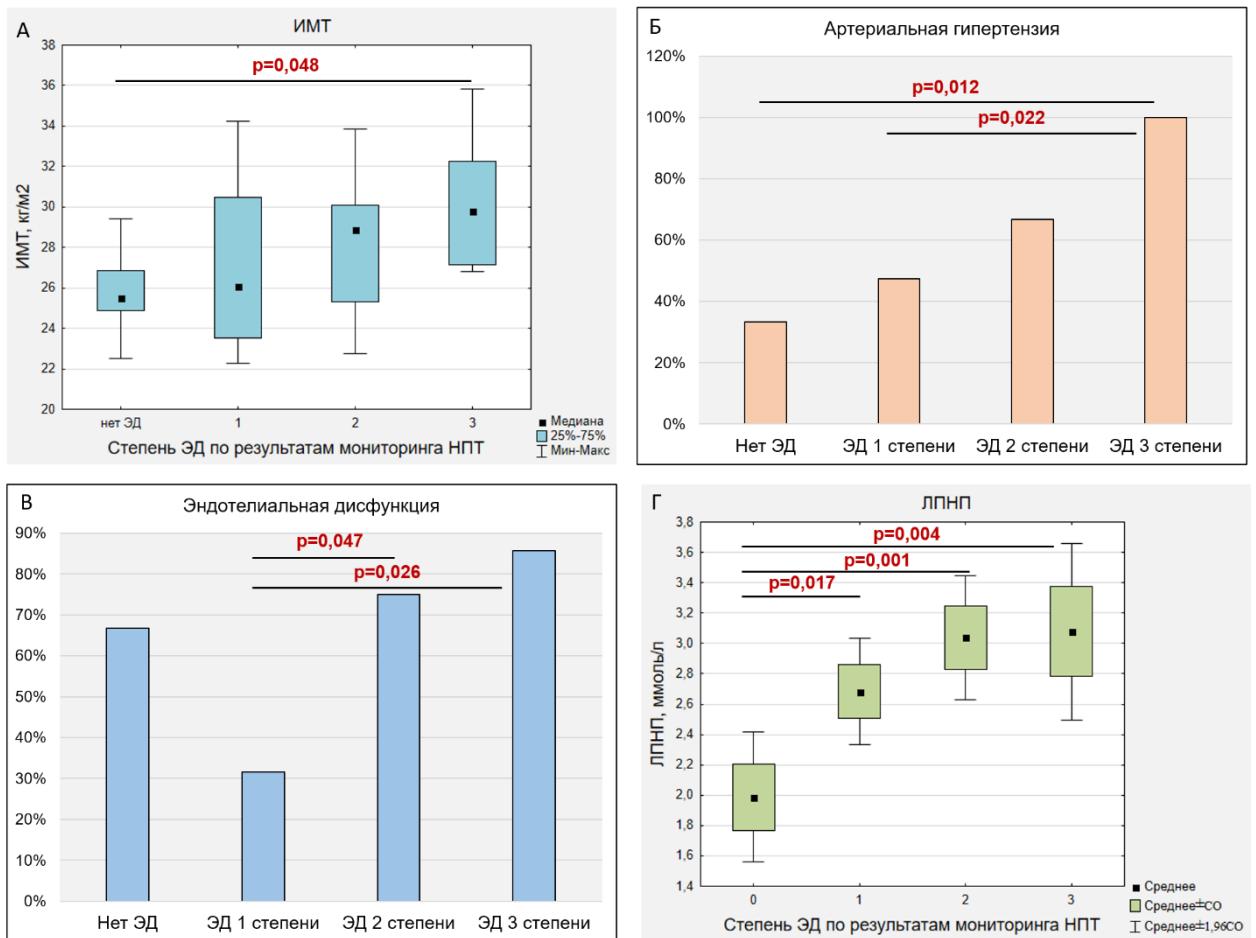 А
ИМТ
38
36
34
32
30
28
26
24
22
20
ИМТ, кг/м2
p=0,048
нет ЭД
1
2
3
Степень ЭД по результатам мониторинга НПТ
Медиана
25%-75%
Мин-Макс
Б
Артериальная гипертензия
120%
100%
80%
60%
40%
20%
0%
p=0,012
p=0,022
Нет ЭД
ЭД 1 степени
ЭД 2 степени
ЭД 3 степени
В
Эндотелиальная дисфункция
90%
80%
70%
60%
50%
40%
30%
20%
10%
0%
p=0,047
p=0,026
Нет ЭД
ЭД 1 степени
ЭД 2 степени
ЭД 3 степени
Г
ЛПНП
3,8
3,6
3,4
3,2
3,0
2,8
2,6
2,4
2,2
2,0
1,8
1,6
1,4
ЛПНП, ммоль/л
p=0,004
p=0,001
p=0,017
0
1
2
3
Степень ЭД по результатам мониторинга НПТ
Среднее
Среднее±СО
Среднее±1,96СО